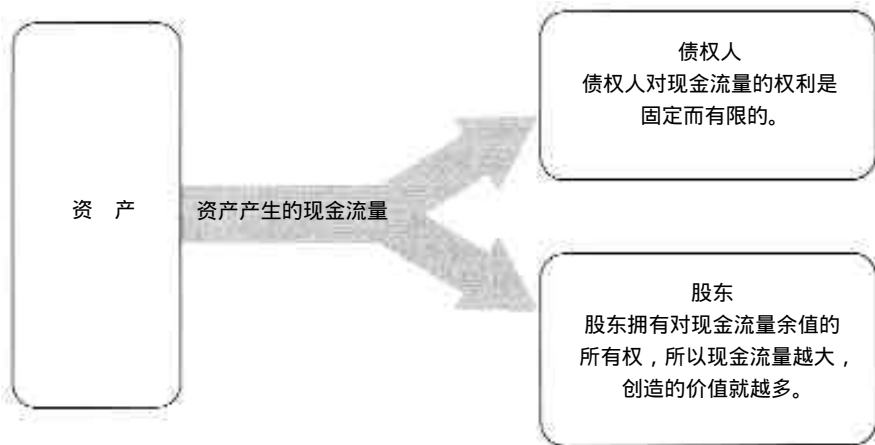 资 产
资产产生的现金流量
债权人
债权人对现金流量的权利是
固定而有限的。
股东
股东拥有对现金流量余值的
所有权，所以现金流量越大，
创造的价值就越多。